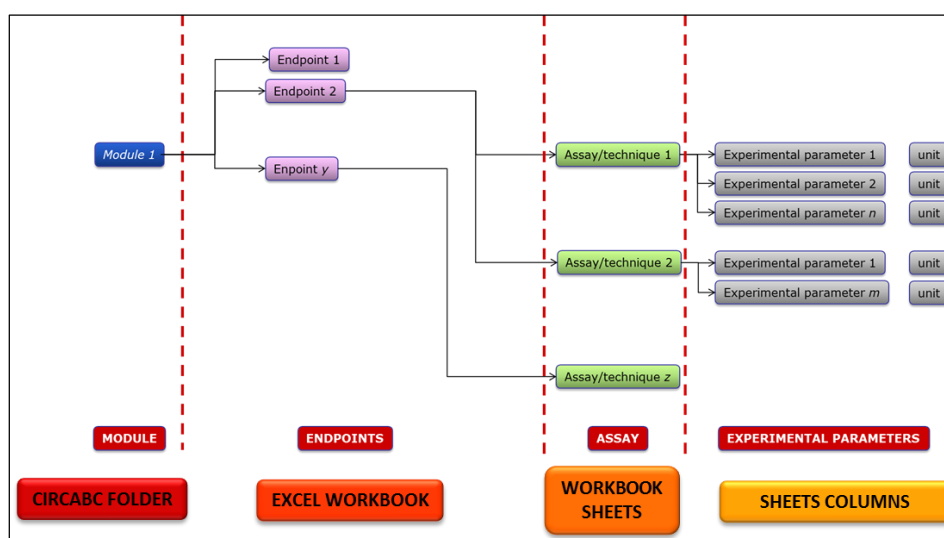 Endpoint 1
Endpoint 2
Module 1
Enpoint y
Assay/technique 1
Experimental parameter 1
unit
Experimental parameter 2
unit
Experimental parameter n
unit
Assay/technique 2
Experimental parameter 1
unit
Experimental parameter m
unit
Assay/technique z
MODULE
ENDPOINTS
ASSAY
EXPERIMENTAL PARAMETERS
CIRCABC FOLDER
EXCEL WORKBOOK
WORKBOOK
SHEETS
SHEETS COLUMNS